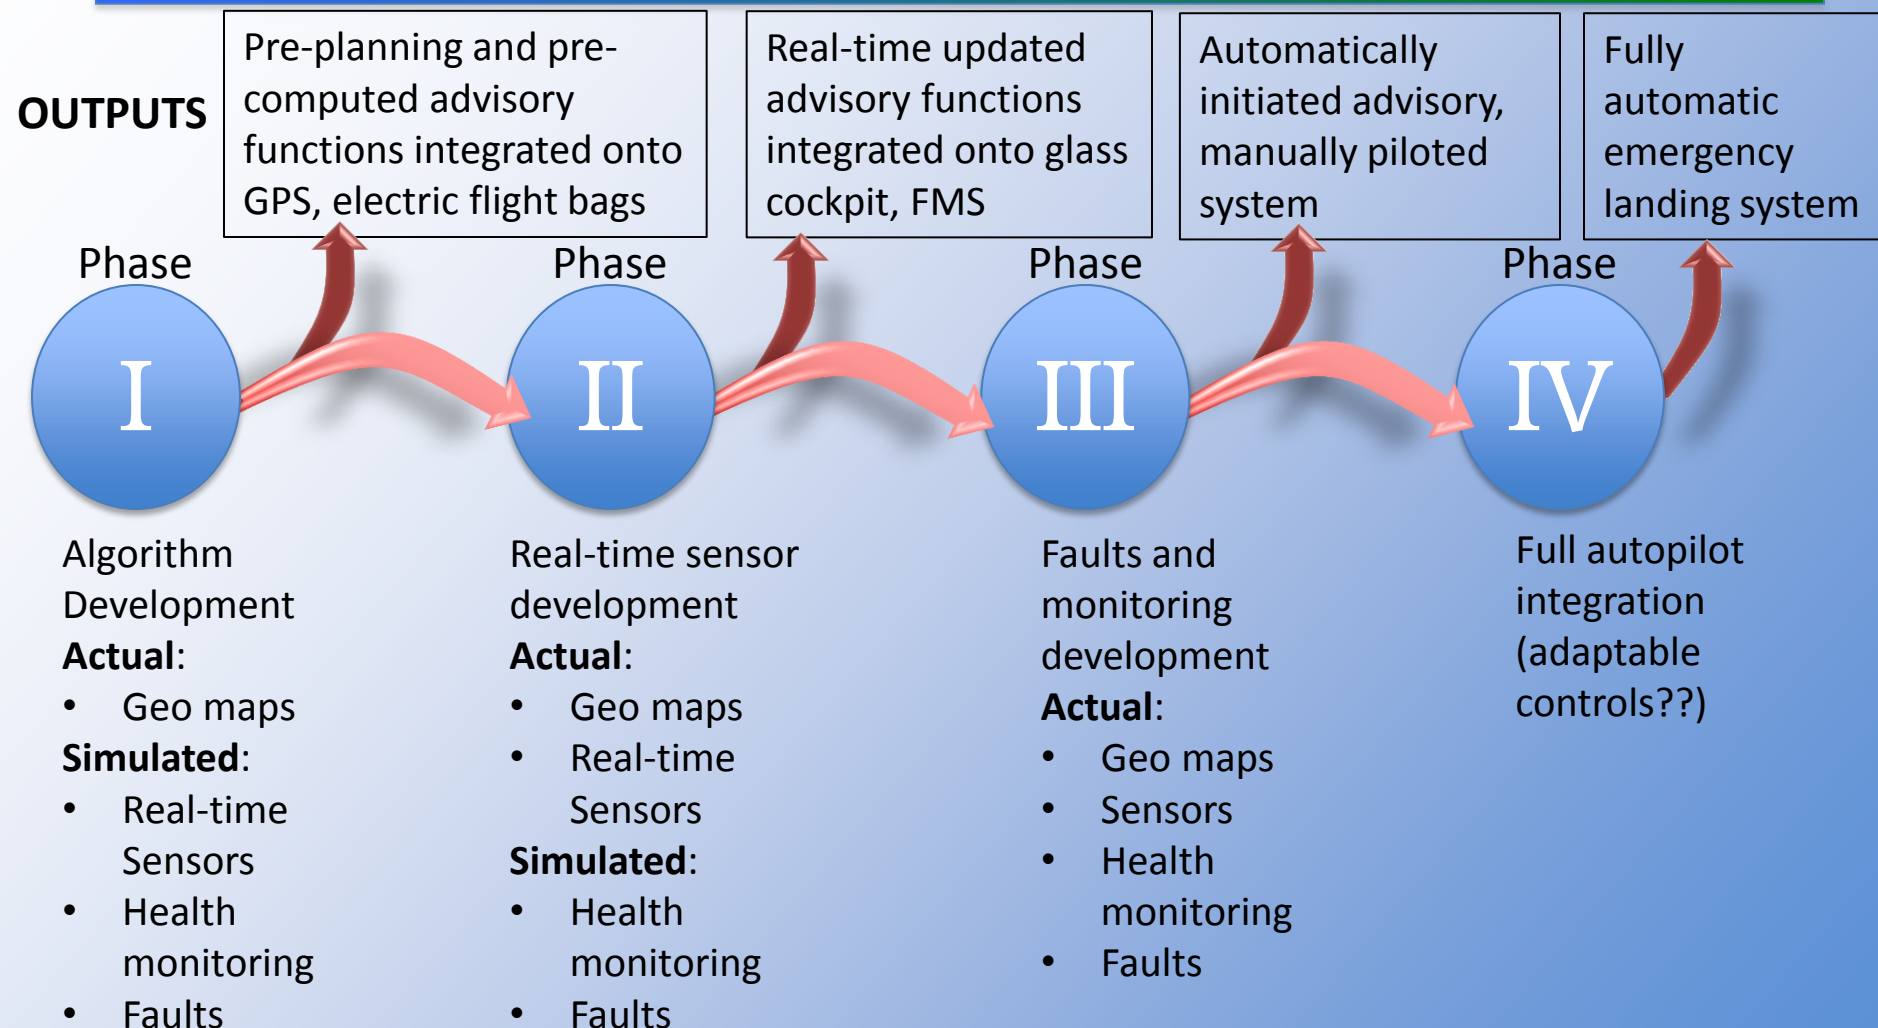 OUTPUTS
Pre-planning and pre-
computed advisory
functions integrated onto
GPS, electric flight bags
Real-time updated
advisory functions
integrated onto glass
cockpit, FMS
Automatically
initiated advisory,
manually piloted
system
Fully
automatic
emergency
landing system
Phase
I
Phase
II
Phase
III
Phase
IV
Algorithm
Development
Actual:
• Geo maps
Simulated:
• Real-time
Sensors
• Health
monitoring
• Faults
Real-time sensor
development
Actual:
• Geo maps
• Real-time
Sensors
Simulated:
• Health
monitoring
• Faults
Faults and
monitoring
development
Actual:
• Geo maps
• Sensors
• Health
monitoring
• Faults
Full autopilot
integration
(adaptable
controls??)